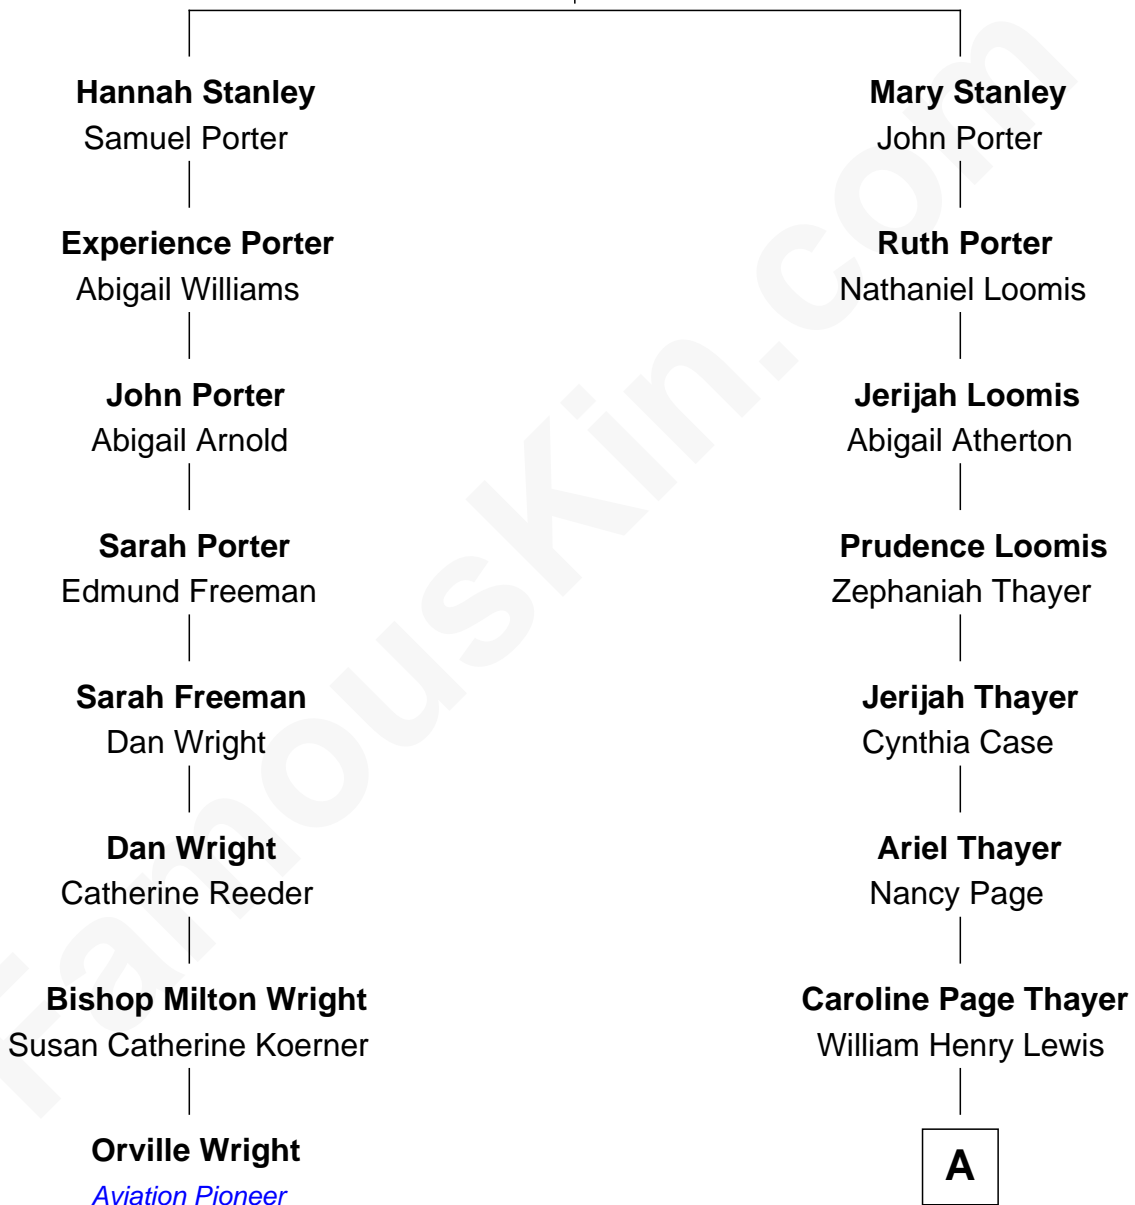 Hannah Stanley
Samuel Porter
Mary Stanley
John Porter
Experience Porter
Abigail Williams
Ruth Porter
Nathaniel Loomis
John Porter
Abigail Arnold
Jerijah Loomis
Abigail Atherton
Sarah Porter
Edmund Freeman
Prudence Loomis
Zephaniah Thayer
Sarah Freeman
Dan Wright
Jerijah Thayer
Cynthia Case
Dan Wright
Catherine Reeder
Ariel Thayer
Nancy Page
Bishop Milton Wright
Susan Catherine Koerner
Caroline Page Thayer
William Henry Lewis
Orville Wright
Aviation Pioneer
A
FamousKin.com